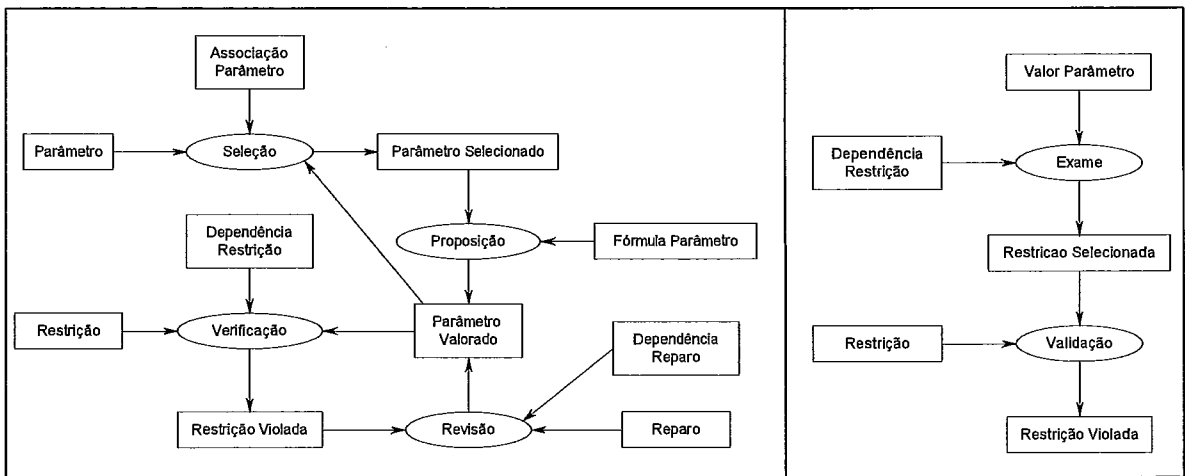 Associação
Parâmetro
Parâmetro
Seleção
Parâmetro Selecionado
Dependência
Restrição
Proposição
Fórmula Parâmetro
Restrição
Verificação
Parâmetro
Valorado
Dependência
Reparo
Restrição Violada
Revisão
Reparo
Valor Parâmetro
Dependência
Restrição
Exame
Restricao Selecionada
Restrição
Validação
Restrição Violada